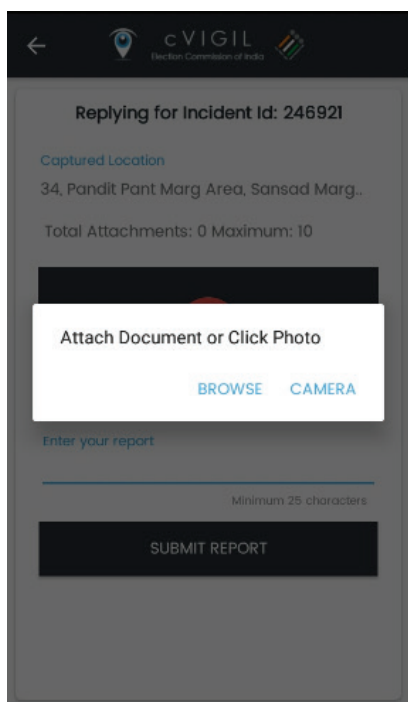 cVIGIL
Election Commission of India
Replying for Incident Id: 246921
Captured Location
34, Pandit Pant Marg Area, Sansad Marg..
Total Attachments: 0 Maximum: 10
Attach Document or Click Photo
BROWSE CAMERA
Enter your report
Minimum 25 characters
SUBMIT REPORT